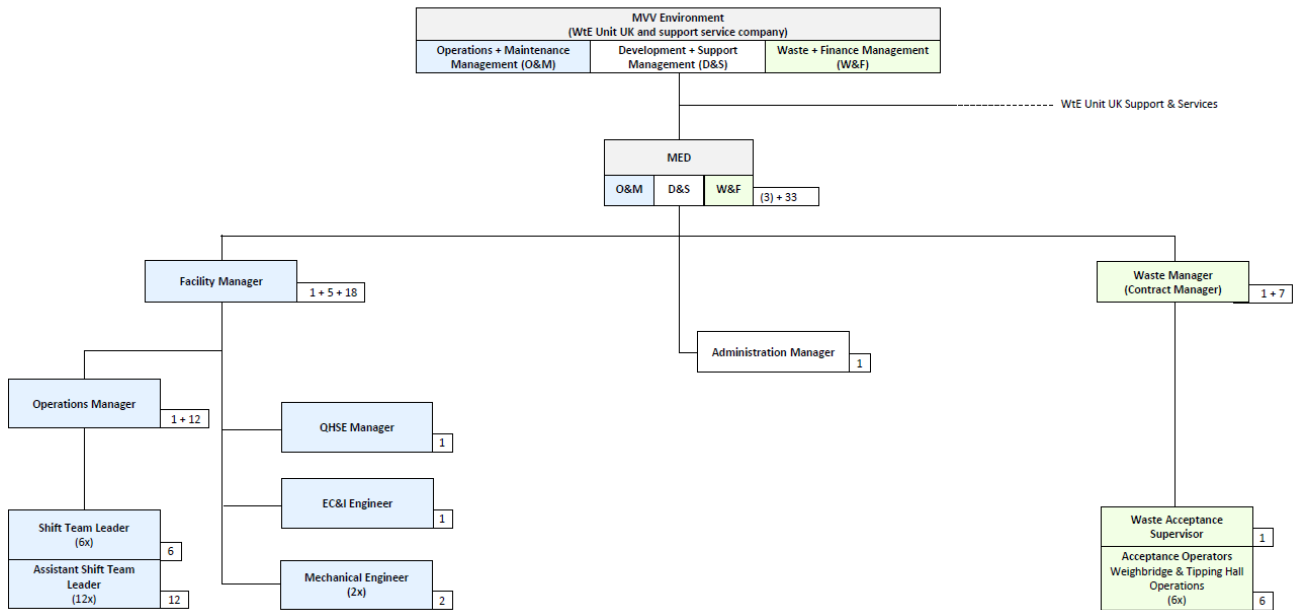 MVV Environment
(WtE Unit UK and support service company)
Operations + Maintenance
Management (O&M)
Development + Support
Management (D&S)
Waste + Finance Management
(W&F)
WtE Unit UK Support & Services
MED
O&M
D&S
W&F
(3) + 33
Facility Manager
1 + 5 + 18
Waste Manager
(Contract Manager)
1 + 7
Administration Manager
1
Operations Manager
1 + 12
QHSE Manager
1
EC&I Engineer
1
Mechanical Engineer
(2x)
2
Shift Team Leader
(6x)
6
Assistant Shift Team
Leader
(12x)
12
Waste Acceptance
Supervisor
1
Acceptance Operators
Weighbridge & Tipping Hall
Operations
(6x)
6